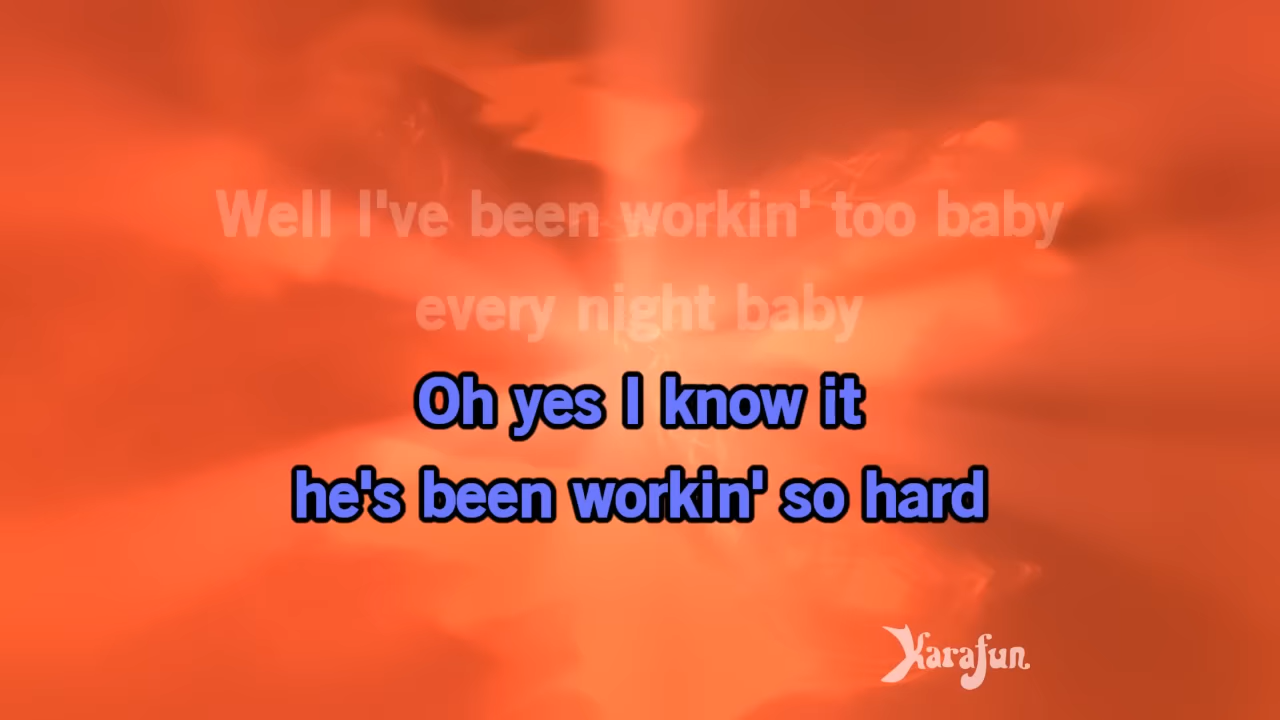 Well I've been workin' too baby
every night baby
Oh yes I know it
he's been workin' so hard
Karafun